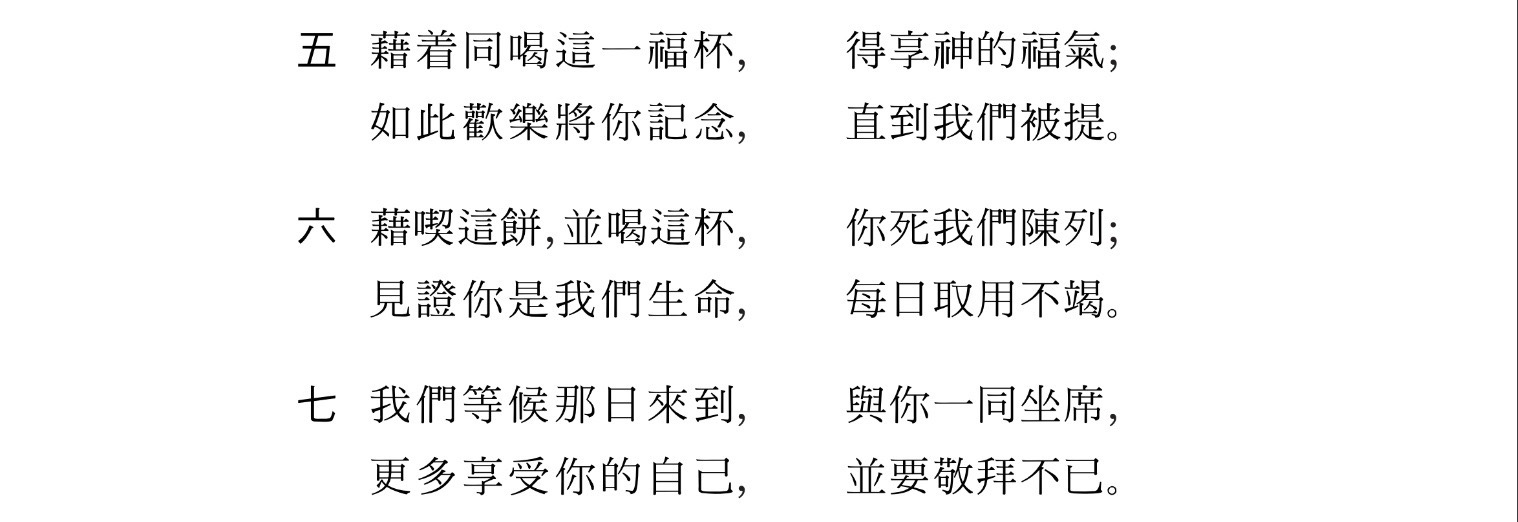 五 藉着同喝這一福杯, 得享神的福氣;
如此歡樂將你記念, 直到我們被提。
六 藉喫這餅,並喝這杯, 你死我們陳列;
見證你是我們生命, 每日取用不竭。
七 我們等候那日來到, 與你一同坐席,
更多享受你的自己, 並要敬拜不已。